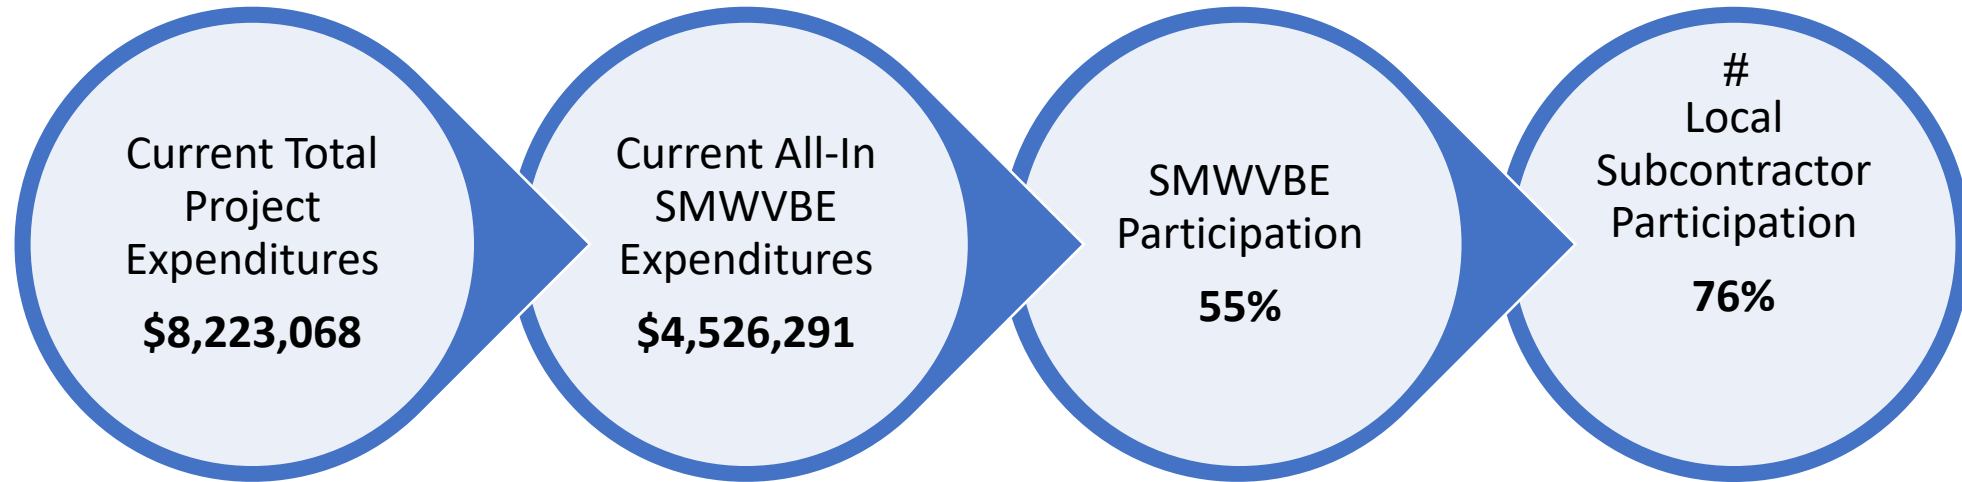 Current Total
Project
Expenditures
$8,223,068
Current All-In
SMWVBE
Expenditures
$4,526,291
SMWVBE
Participation
55%
#
Local
Subcontractor
Participation
76%